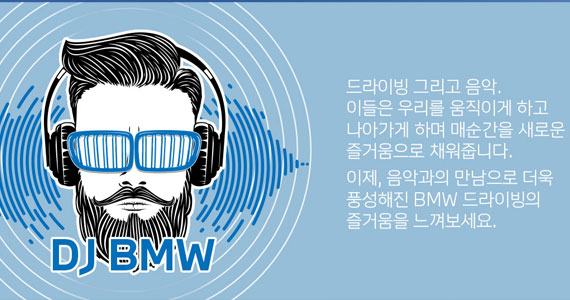 드라이빙 그리고 음악.
이들은 우리를 움직이게 하고
나아가게 하며 매순간을 새로운
즐거움으로 채워줍니다.
이제, 음악과의 만남으로 더욱
풍성해진 BMW 드라이빙의
즐거움을 느껴보세요.
DJ BMW